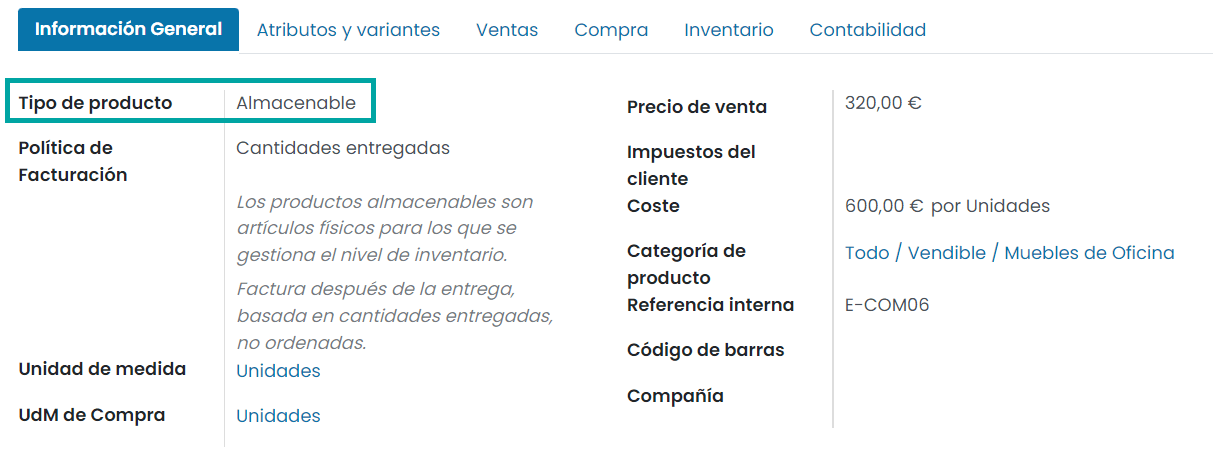 Información General Atributos y variantes Ventas Compra Inventario Contabilidad
Tipo de producto Almacenable
Política de
Facturación
Cantidades entregadas
Los productos almacenables son
artículos físicos para los que se
gestiona el nivel de inventario.
Factura después de la entrega,
basada en cantidades entregadas,
no ordenadas.
Unidad de medida Unidades
UdM de Compra Unidades
Precio de venta 320,00 €
Impuestos del
cliente
Coste 600,00 € por Unidades
Categoría de
producto
Todo / Vendible / Muebles de Oficina
Referencia interna E-COM06
Código de barras
Compañía